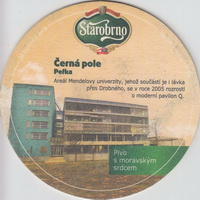 Starobrno
Černá pole
Peřka
Areál Mendelovy univerzity, jehož součástí je i lávka
přes Drobného, se v roce 2005 rozrostl
o moderní pavilon Q.
Pivo
s moravským
srdcem